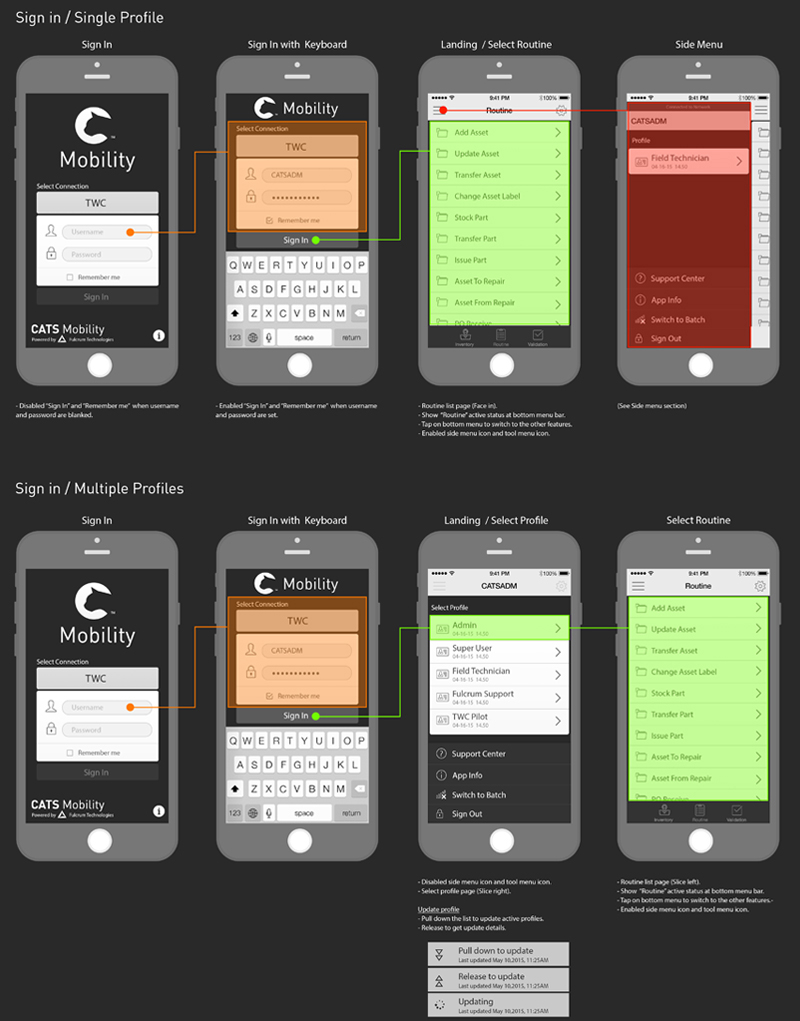 Sign in / Single Profile
Sign In
Sign In with Keyboard
Landing / Select Routine
Side Menu
Mobility
Select Connection
TWC
Username
Password
Remember me
Sign In
CATS Mobility
Powered by Fulcrum Technologies
- Disabled "Sign In" and "Remember me" when username
and password are blanked.
Mobility
Select Connection
TWC
CATSADM
•••••••••••
Remember me
Sign In
Q W E R T Y U I O P
A S D F G H J K L
Z X C V B N M
123 space return
- Enabled "Sign In" and "Remember me" when username
and password are set.
9:41 PM 100%
Routine
Add Asset
Update Asset
Transfer Asset
Change Asset Label
Stock Part
Transfer Part
Issue Part
Asset To Repair
Asset From Repair
PO Receive
Inventory Routine Validation
- Routine list page (Face in).
- Show "Routine" active status at bottom menu bar.
- Tap on bottom menu to switch to the other features.
- Enabled side menu icon and tool menu icon.
9:41 PM 100%
CATSADM
Profile
Field Technician
04-16-15 14.50
Support Center
App Info
Switch to Batch
Sign Out
(See Side menu section)
Sign in / Multiple Profiles
Sign In
Sign In with Keyboard
Landing / Select Profile
Select Routine
Mobility
Select Connection
TWC
Username
Password
Remember me
Sign In
CATS Mobility
Powered by Fulcrum Technologies
Mobility
Select Connection
TWC
CATSADM
•••••••••••
Remember me
Sign In
Q W E R T Y U I O P
A S D F G H J K L
Z X C V B N M
123 space return
9:41 PM 100%
CATSADM
Select Profile
Admin
04-16-15 14.50
Super User
04-16-15 14.50
Field Technician
04-16-15 14.50
Fulcrum Support
04-16-15 14.50
TWC Pilot
04-16-15 14.50
Support Center
App Info
Switch to Batch
Sign Out
- Disabled side menu icon and tool menu icon.
- Select profile page (Slice right).
Update profile
- Pull down the list to update active profiles.
- Release to get update details.
Pull down to update
Last updated May 10,2015, 11:25AM
Release to update
Last updated May 10,2015, 11:25AM
Updating
Last updated May 10,2015, 11:25AM
9:41 PM 100%
Routine
Add Asset
Update Asset
Transfer Asset
Change Asset Label
Stock Part
Transfer Part
Issue Part
Asset To Repair
Asset From Repair
PO Receive
Inventory Routine Validation
- Routine list page (Slice left).
- Show "Routine" active status at bottom menu bar.
- Tap on bottom menu to switch to the other features.-
- Enabled side menu icon and tool menu icon.